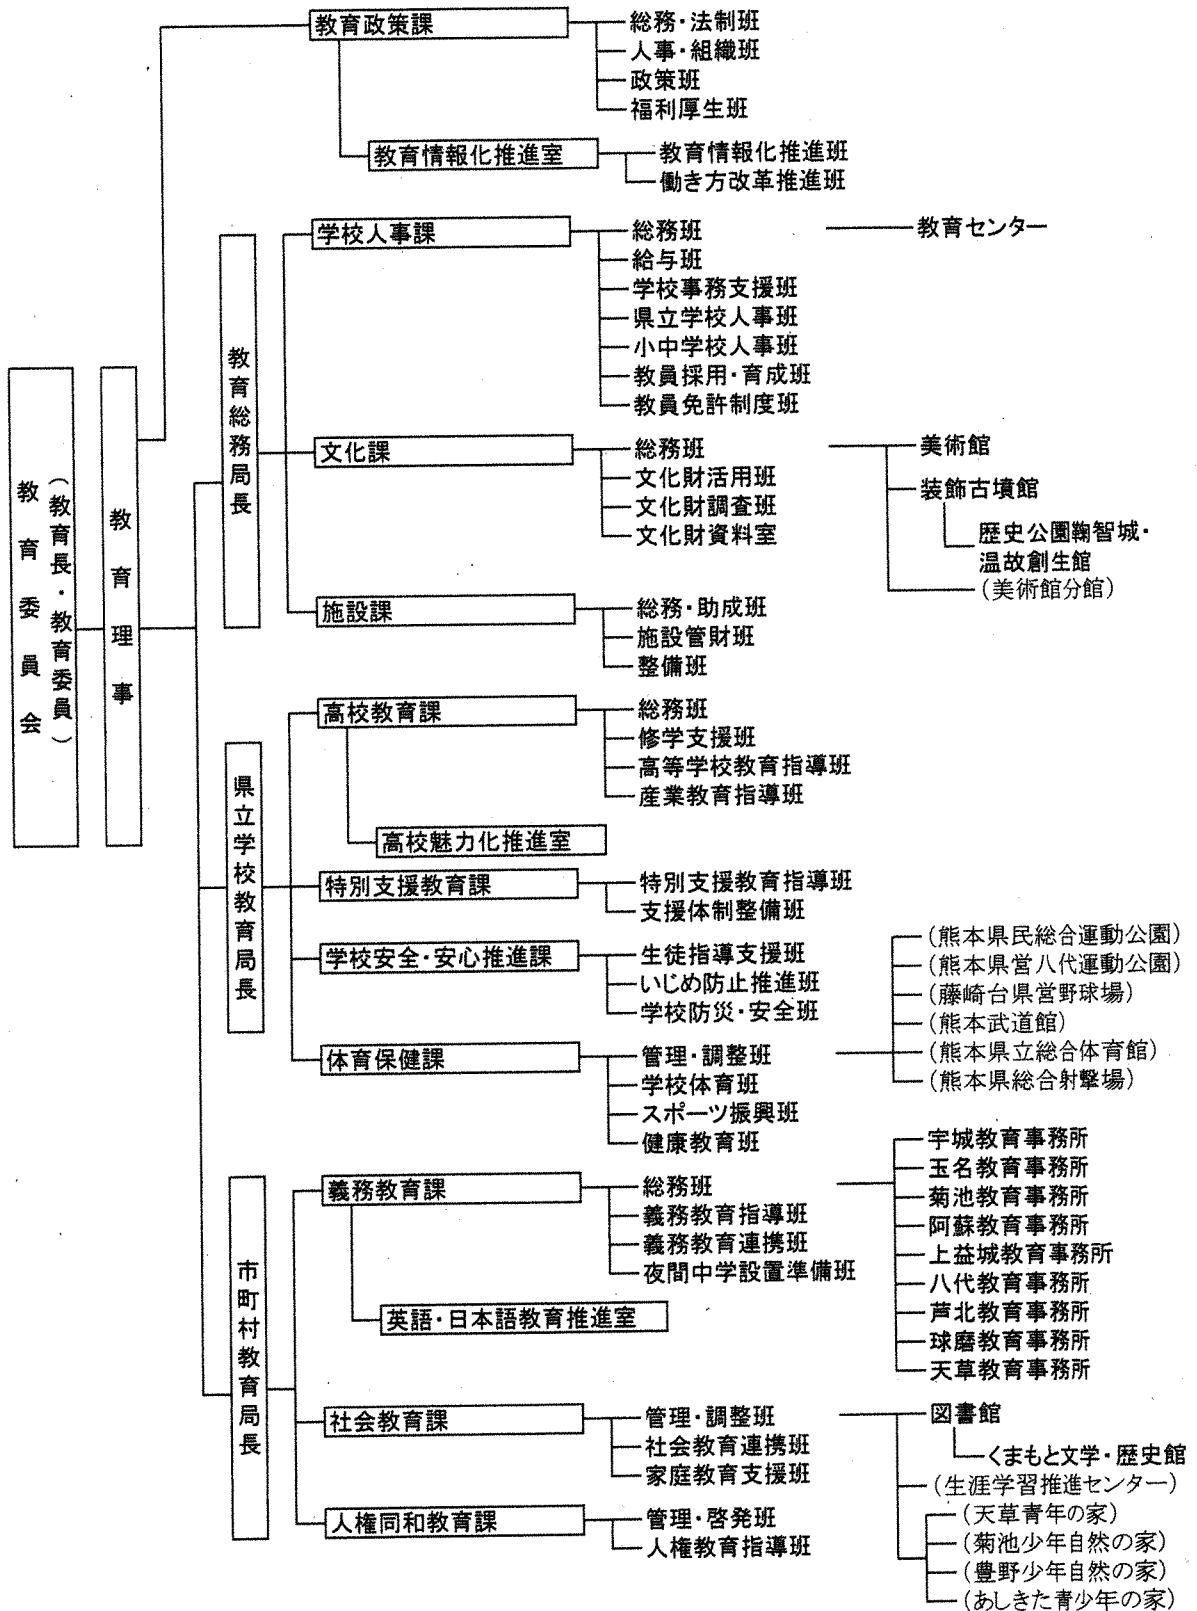 教育委員会
（教育長・教育委員）
教育理事
教育政策課
総務・法制班
人事・組織班
政策班
福利厚生班
教育情報化推進室
教育情報化推進班
働き方改革推進班
教育総務局長
学校人事課
総務班
給与班
学校事務支援班
県立学校人事班
小中学校人事班
教員採用・育成班
教員免許制度班
教育センター
文化課
総務班
文化財活用班
文化財調査班
文化財資料室
美術館
装飾古墳館
歴史公園鞠智城・
温故創生館
（美術館分館）
施設課
総務・助成班
施設管財班
整備班
県立学校教育局長
高校教育課
総務班
修学支援班
高等学校教育指導班
産業教育指導班
高校魅力化推進室
特別支援教育課
特別支援教育指導班
支援体制整備班
学校安全・安心推進課
生徒指導支援班
いじめ防止推進班
学校防災・安全班
体育保健課
管理・調整班
学校体育班
スポーツ振興班
健康教育班
（熊本県民総合運動公園）
（熊本県営八代運動公園）
（藤崎台県営野球場）
（熊本武道館）
（熊本県立総合体育館）
（熊本県総合射撃場）
市町村教育局長
義務教育課
総務班
義務教育指導班
義務教育連携班
夜間中学設置準備班
英語・日本語教育推進室
宇城教育事務所
玉名教育事務所
菊池教育事務所
阿蘇教育事務所
上益城教育事務所
八代教育事務所
芦北教育事務所
球磨教育事務所
天草教育事務所
社会教育課
管理・調整班
社会教育連携班
家庭教育支援班
図書館
くまもと文学・歴史館
（生涯学習推進センター）
（天草青年の家）
（菊池少年自然の家）
（豊野少年自然の家）
（あしきた青少年の家）
人権同和教育課
管理・啓発班
人権教育指導班